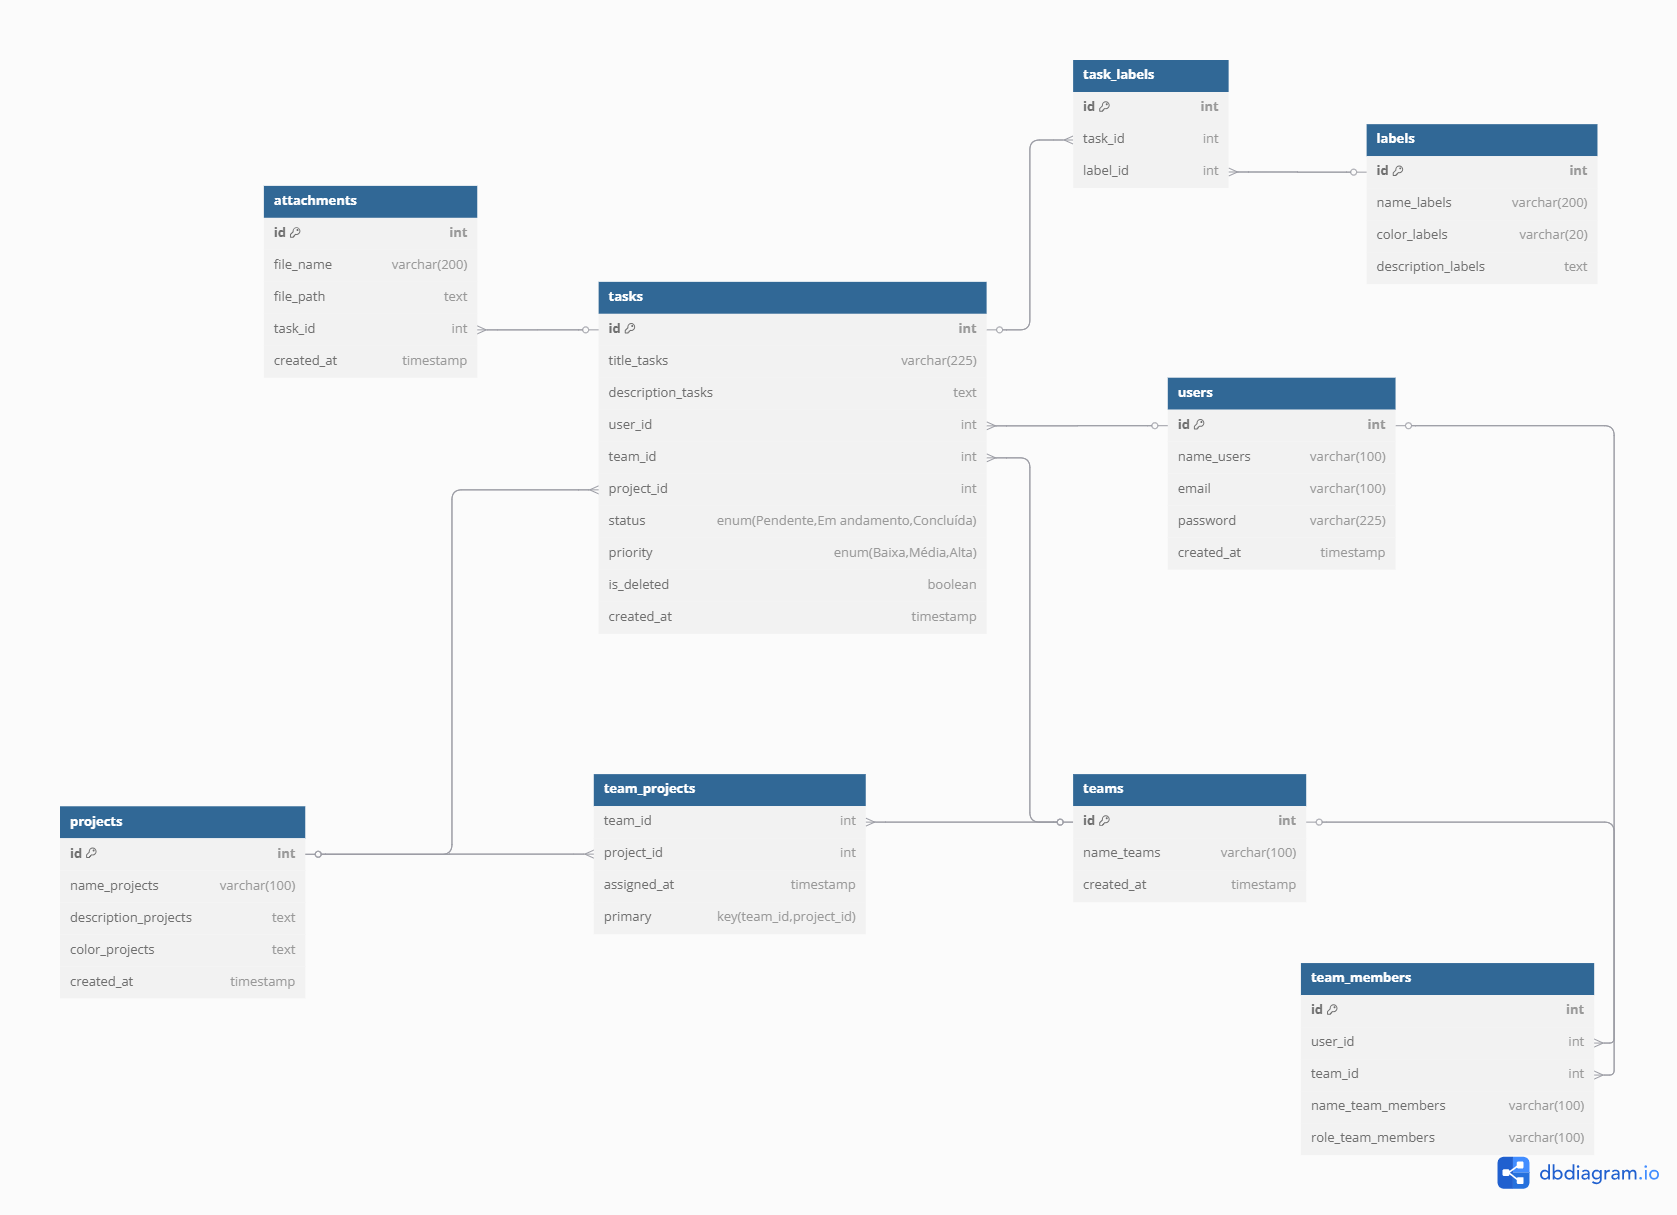 task_labels
id int
task_id int
label_id int
labels
id int
name_labels varchar(200)
color_labels varchar(20)
description_labels text
attachments
id int
file_name varchar(200)
file_path text
task_id int
created_at timestamp
tasks
id int
title_tasks varchar(225)
description_tasks text
user_id int
team_id int
project_id int
status enum(Pendente,Em andamento,Concluída)
priority enum(Baixa,Média,Alta)
is_deleted boolean
created_at timestamp
users
id int
name_users varchar(100)
email varchar(100)
password varchar(225)
created_at timestamp
projects
id int
name_projects varchar(100)
description_projects text
color_projects text
created_at timestamp
team_projects
team_id int
project_id int
assigned_at timestamp
primary key(team_id,project_id)
teams
id int
name_teams varchar(100)
created_at timestamp
team_members
id int
user_id int
team_id int
name_team_members varchar(100)
role_team_members varchar(100)
dbdiagram.io